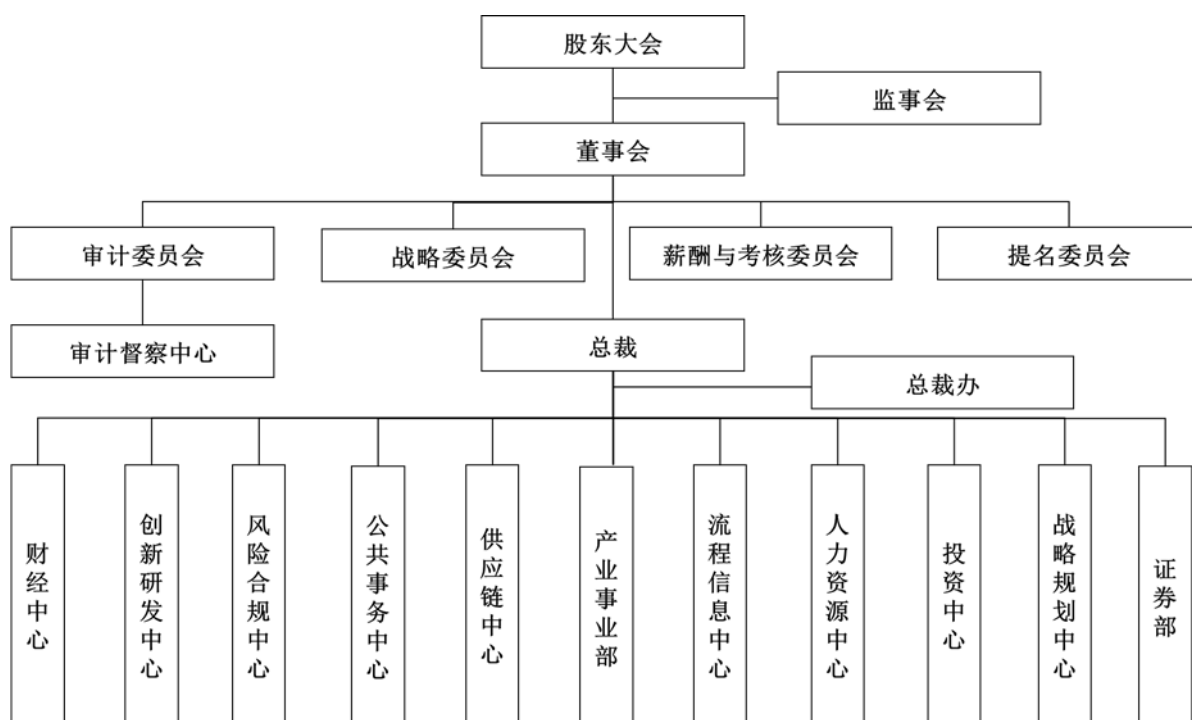 股东大会
监事会
董事会
审计委员会
战略委员会
薪酬与考核委员会
提名委员会
审计督察中心
总裁
总裁办
财经中心
创新研发中心
风险合规中心
公共事务中心
供应链中心
产业事业部
流程信息中心
人力资源中心
投资中心
战略规划中心
证券部